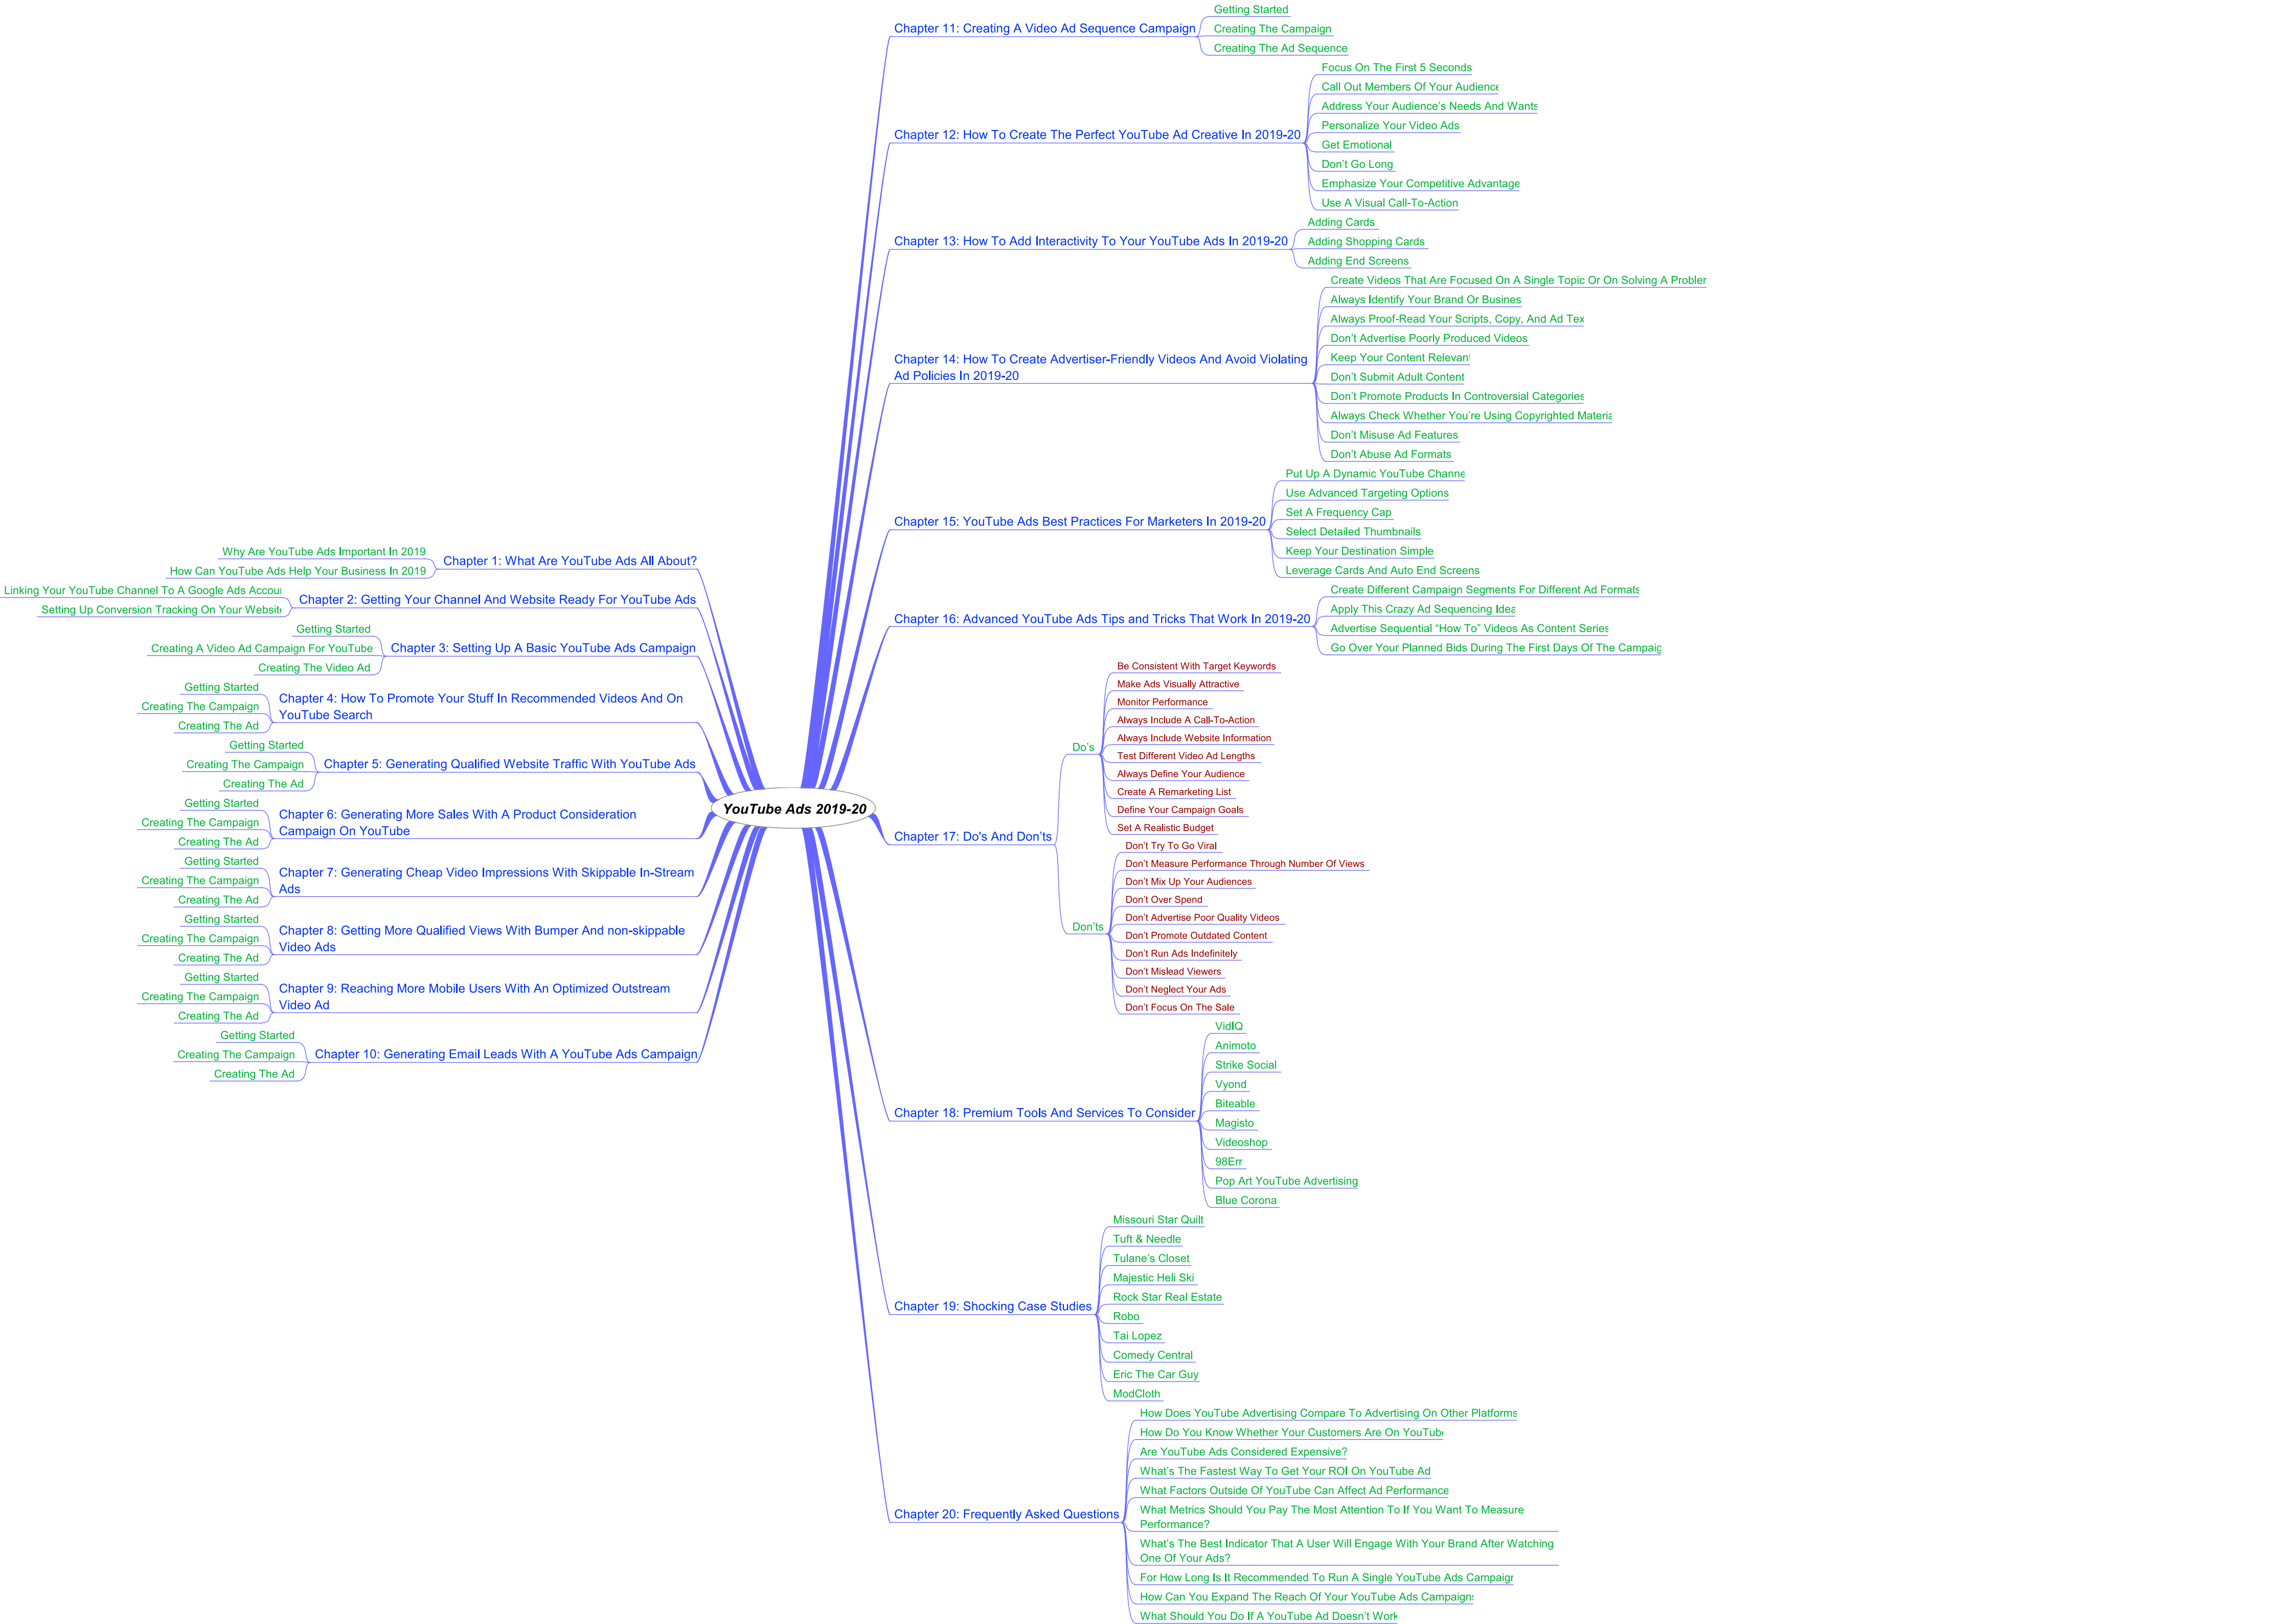 YouTube Ads 2019-20
Chapter 1: What Are YouTube Ads All About?
Why Are YouTube Ads Important In 2019
How Can YouTube Ads Help Your Business In 2019
Chapter 2: Getting Your Channel And Website Ready For YouTube Ads
Linking Your YouTube Channel To A Google Ads Accou
Setting Up Conversion Tracking On Your Website
Chapter 3: Setting Up A Basic YouTube Ads Campaign
Getting Started
Creating A Video Ad Campaign For YouTube
Creating The Video Ad
Chapter 4: How To Promote Your Stuff In Recommended Videos And On
YouTube Search
Getting Started
Creating The Campaign
Creating The Ad
Chapter 5: Generating Qualified Website Traffic With YouTube Ads
Getting Started
Creating The Campaign
Creating The Ad
Chapter 6: Generating More Sales With A Product Consideration
Campaign On YouTube
Getting Started
Creating The Campaign
Creating The Ad
Chapter 7: Generating Cheap Video Impressions With Skippable In-Stream
Ads
Getting Started
Creating The Campaign
Creating The Ad
Chapter 8: Getting More Qualified Views With Bumper And non-skippable
Video Ads
Getting Started
Creating The Campaign
Creating The Ad
Chapter 9: Reaching More Mobile Users With An Optimized Outstream
Video Ad
Getting Started
Creating The Campaign
Creating The Ad
Chapter 10: Generating Email Leads With A YouTube Ads Campaign
Getting Started
Creating The Campaign
Creating The Ad
Chapter 11: Creating A Video Ad Sequence Campaign
Getting Started
Creating The Campaign
Creating The Ad Sequence
Chapter 12: How To Create The Perfect YouTube Ad Creative In 2019-20
Focus On The First 5 Seconds
Call Out Members Of Your Audience
Address Your Audience’s Needs And Wants
Personalize Your Video Ads
Get Emotional
Don’t Go Long
Emphasize Your Competitive Advantage
Use A Visual Call-To-Action
Chapter 13: How To Add Interactivity To Your YouTube Ads In 2019-20
Adding Cards
Adding Shopping Cards
Adding End Screens
Chapter 14: How To Create Advertiser-Friendly Videos And Avoid Violating
Ad Policies In 2019-20
Create Videos That Are Focused On A Single Topic Or On Solving A Probler
Always Identify Your Brand Or Busines
Always Proof-Read Your Scripts, Copy, And Ad Tex
Don’t Advertise Poorly Produced Videos
Keep Your Content Relevant
Don’t Submit Adult Content
Don’t Promote Products In Controversial Categories
Always Check Whether You’re Using Copyrighted Materia
Don’t Misuse Ad Features
Don’t Abuse Ad Formats
Chapter 15: YouTube Ads Best Practices For Marketers In 2019-20
Put Up A Dynamic YouTube Channe
Use Advanced Targeting Options
Set A Frequency Cap
Select Detailed Thumbnails
Keep Your Destination Simple
Leverage Cards And Auto End Screens
Chapter 16: Advanced YouTube Ads Tips and Tricks That Work In 2019-20
Create Different Campaign Segments For Different Ad Formats
Apply This Crazy Ad Sequencing Idea
Advertise Sequential “How To” Videos As Content Series
Go Over Your Planned Bids During The First Days Of The Campaig
Chapter 17: Do's And Don’ts
Do’s
Be Consistent With Target Keywords
Make Ads Visually Attractive
Monitor Performance
Always Include A Call-To-Action
Always Include Website Information
Test Different Video Ad Lengths
Always Define Your Audience
Create A Remarketing List
Define Your Campaign Goals
Set A Realistic Budget
Don’ts
Don’t Try To Go Viral
Don’t Measure Performance Through Number Of Views
Don’t Mix Up Your Audiences
Don’t Over Spend
Don’t Advertise Poor Quality Videos
Don’t Promote Outdated Content
Don’t Run Ads Indefinitely
Don’t Mislead Viewers
Don’t Neglect Your Ads
Don’t Focus On The Sale
Chapter 18: Premium Tools And Services To Consider
VidIQ
Animoto
Strike Social
Vyond
Biteable
Magisto
Videoshop
98Err
Pop Art YouTube Advertising
Blue Corona
Chapter 19: Shocking Case Studies
Missouri Star Quilt
Tuft & Needle
Tulane’s Closet
Majestic Heli Ski
Rock Star Real Estate
Robo
Tai Lopez
Comedy Central
Eric The Car Guy
ModCloth
Chapter 20: Frequently Asked Questions
How Does YouTube Advertising Compare To Advertising On Other Platforms
How Do You Know Whether Your Customers Are On YouTube
Are YouTube Ads Considered Expensive?
What’s The Fastest Way To Get Your ROI On YouTube Ad
What Factors Outside Of YouTube Can Affect Ad Performance
What Metrics Should You Pay The Most Attention To If You Want To Measure
Performance?
What’s The Best Indicator That A User Will Engage With Your Brand After Watching
One Of Your Ads?
For How Long Is It Recommended To Run A Single YouTube Ads Campaign
How Can You Expand The Reach Of Your YouTube Ads Campaigns
What Should You Do If A YouTube Ad Doesn’t Work